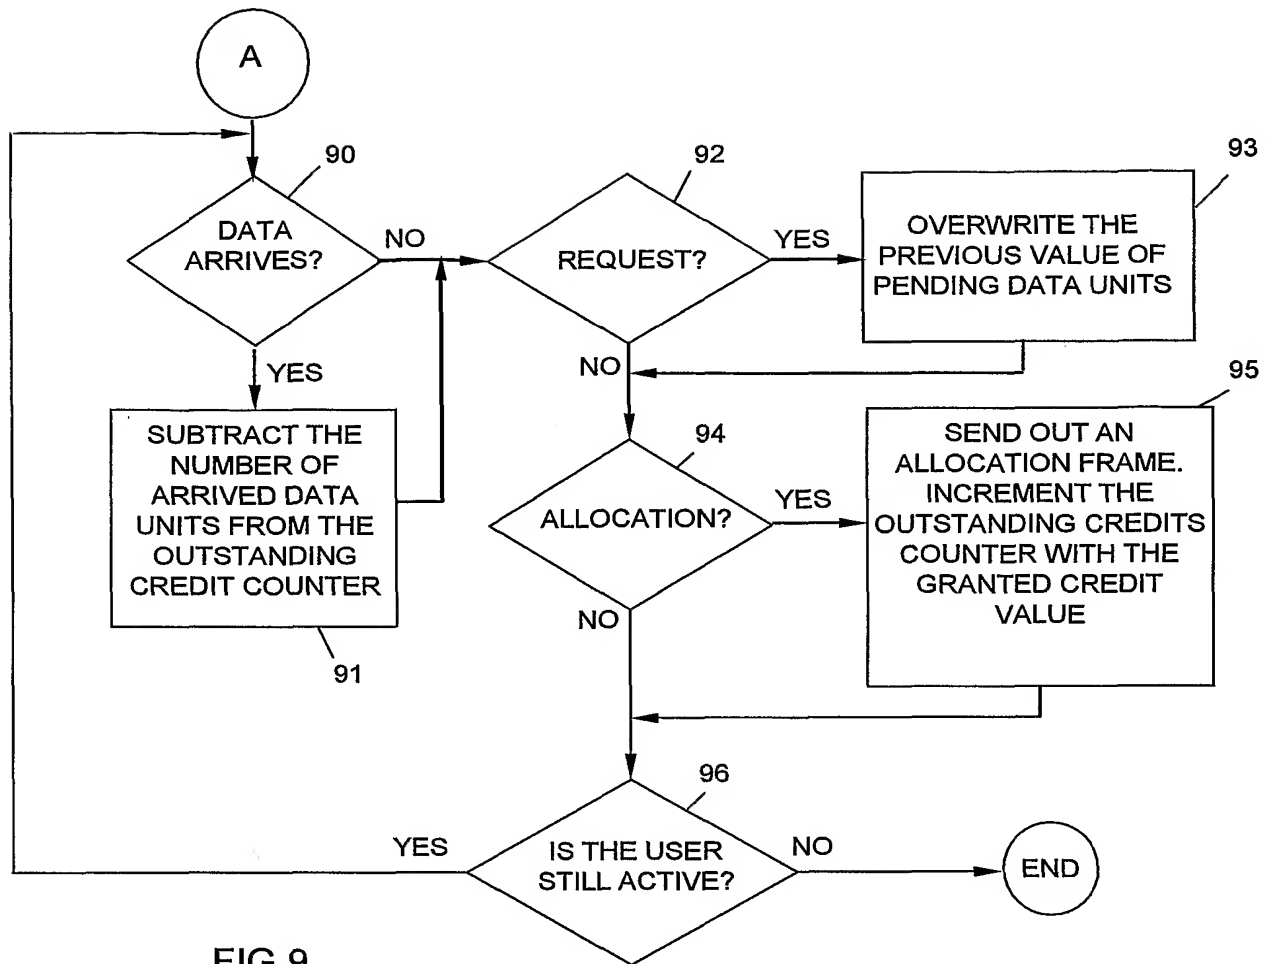 A
90
DATA
ARRIVES?
NO
YES
SUBTRACT THE
NUMBER OF
ARRIVED DATA
UNITS FROM THE
OUTSTANDING
CREDIT COUNTER
91
92
REQUEST?
YES
NO
93
OVERWRITE THE
PREVIOUS VALUE OF
PENDING DATA UNITS
94
ALLOCATION?
YES
NO
95
SEND OUT AN
ALLOCATION FRAME.
INCREMENT THE
OUTSTANDING CREDITS
COUNTER WITH THE
GRANTED CREDIT
VALUE
96
IS THE USER
STILL ACTIVE?
YES
NO
END
FIG 9